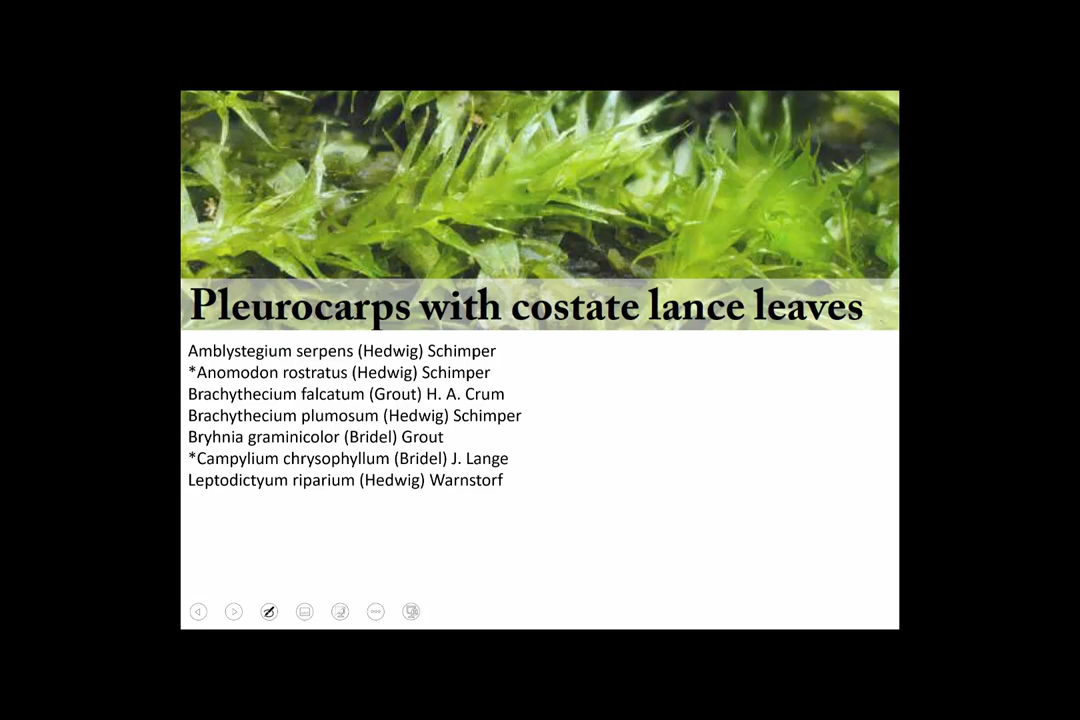 Pleurocarps with costate lance leaves
Amblystegium serpens (Hedwig) Schimper
*Anomodon rostratus (Hedwig) Schimper
Brachythecium falcatum (Grout) H. A. Crum
Brachythecium plumosum (Hedwig) Schimper
Bryhnia graminicolor (Bridel) Grout
*Campylium chrysophyllum (Bridel) J. Lange
Leptodictyum riparium (Hedwig) Warnstorf